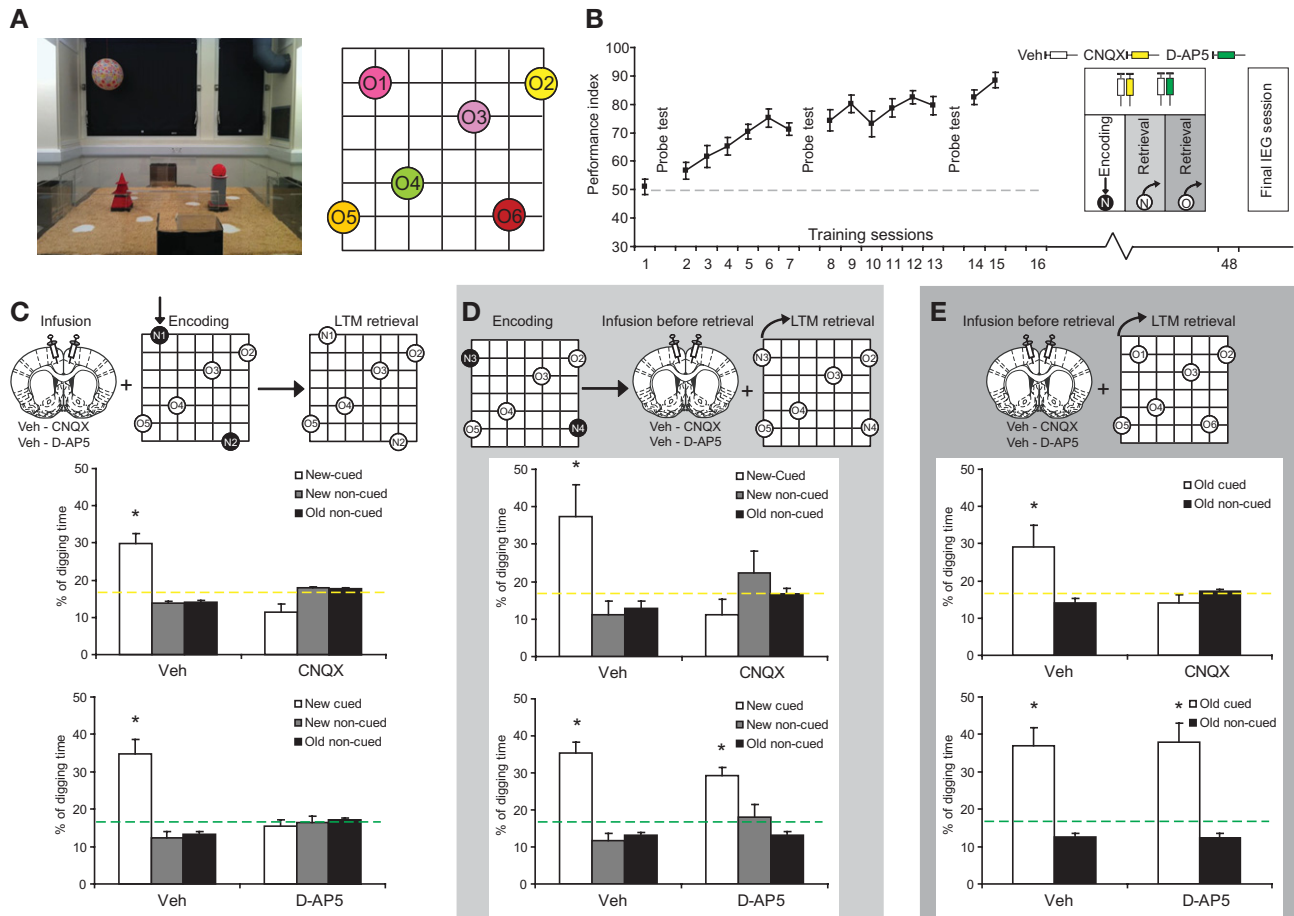 A
O1
O2
O3
O4
O5
O6
B
Performance index
100
90
80
70
60
50
40
30
Probe test
Probe test
Probe test
Training sessions
1 2 3 4 5 6 7 8 9 10 11 12 13 14 15 16 48
Veh CNQX D-AP5
Encoding
Retrieval
Retrieval
N N O
Final IEG session
C
Infusion
Encoding
LTM retrieval
Veh - CNQX
Veh - D-AP5
+
N1
O2
O3
O4
O5
N2
N1
O2
O3
O4
O5
N2
% of digging time
50
40
30
20
10
0
*
New-cued
New non-cued
Old non-cued
Veh CNQX
% of digging time
50
40
30
20
10
0
*
New cued
New non-cued
Old non-cued
Veh D-AP5
D
Encoding
Infusion before retrieval
LTM retrieval
N3
O2
O3
O4
O5
N4
Veh - CNQX
Veh - D-AP5
+
N3
O2
O3
O4
O5
N4
% of digging time
50
40
30
20
10
0
*
New-Cued
New non-cued
Old non-cued
Veh CNQX
% of digging time
50
40
30
20
10
0
* *
New cued
New non-cued
Old non-cued
Veh D-AP5
E
Infusion before retrieval
LTM retrieval
Veh - CNQX
Veh - D-AP5
+
O1
O2
O3
O4
O5
O6
% of digging time
50
40
30
20
10
0
*
Old cued
Old non-cued
Veh CNQX
% of digging time
50
40
30
20
10
0
* *
Old cued
Old non-cued
Veh D-AP5